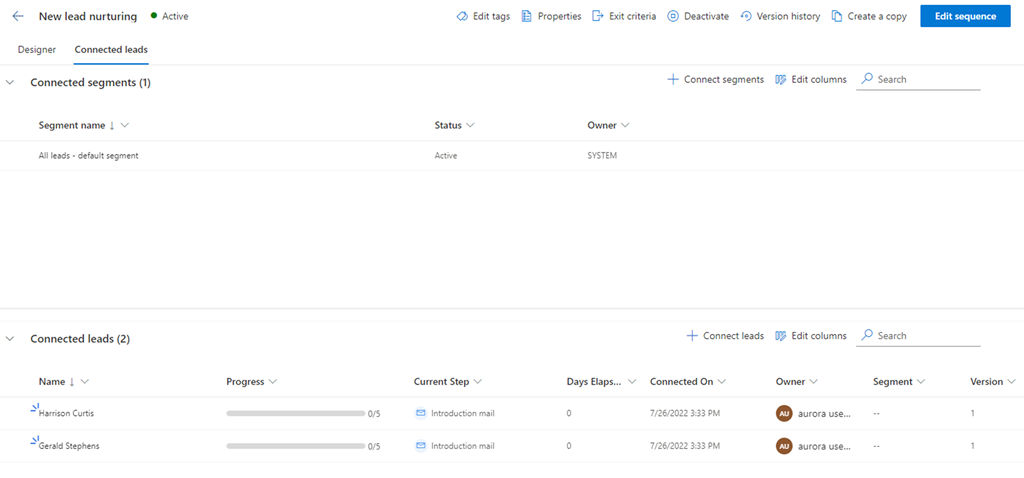 New lead nurturing Active Edit tags Properties Exit criteria Deactivate Version history Create a copy Edit sequence
Designer Connected leads
Connected segments (1) Connect segments Edit columns Search
Segment name Status Owner
All leads - default segment Active SYSTEM
Connected leads (2) Connect leads Edit columns Search
Name Progress Current Step Days Elaps... Connected On Owner Segment Version
Harrison Curtis 0/5 Introduction mail 0 7/26/2022 3:33 PM AU aurora use... -- 1
Gerald Stephens 0/5 Introduction mail 0 7/26/2022 3:33 PM AU aurora use... -- 1